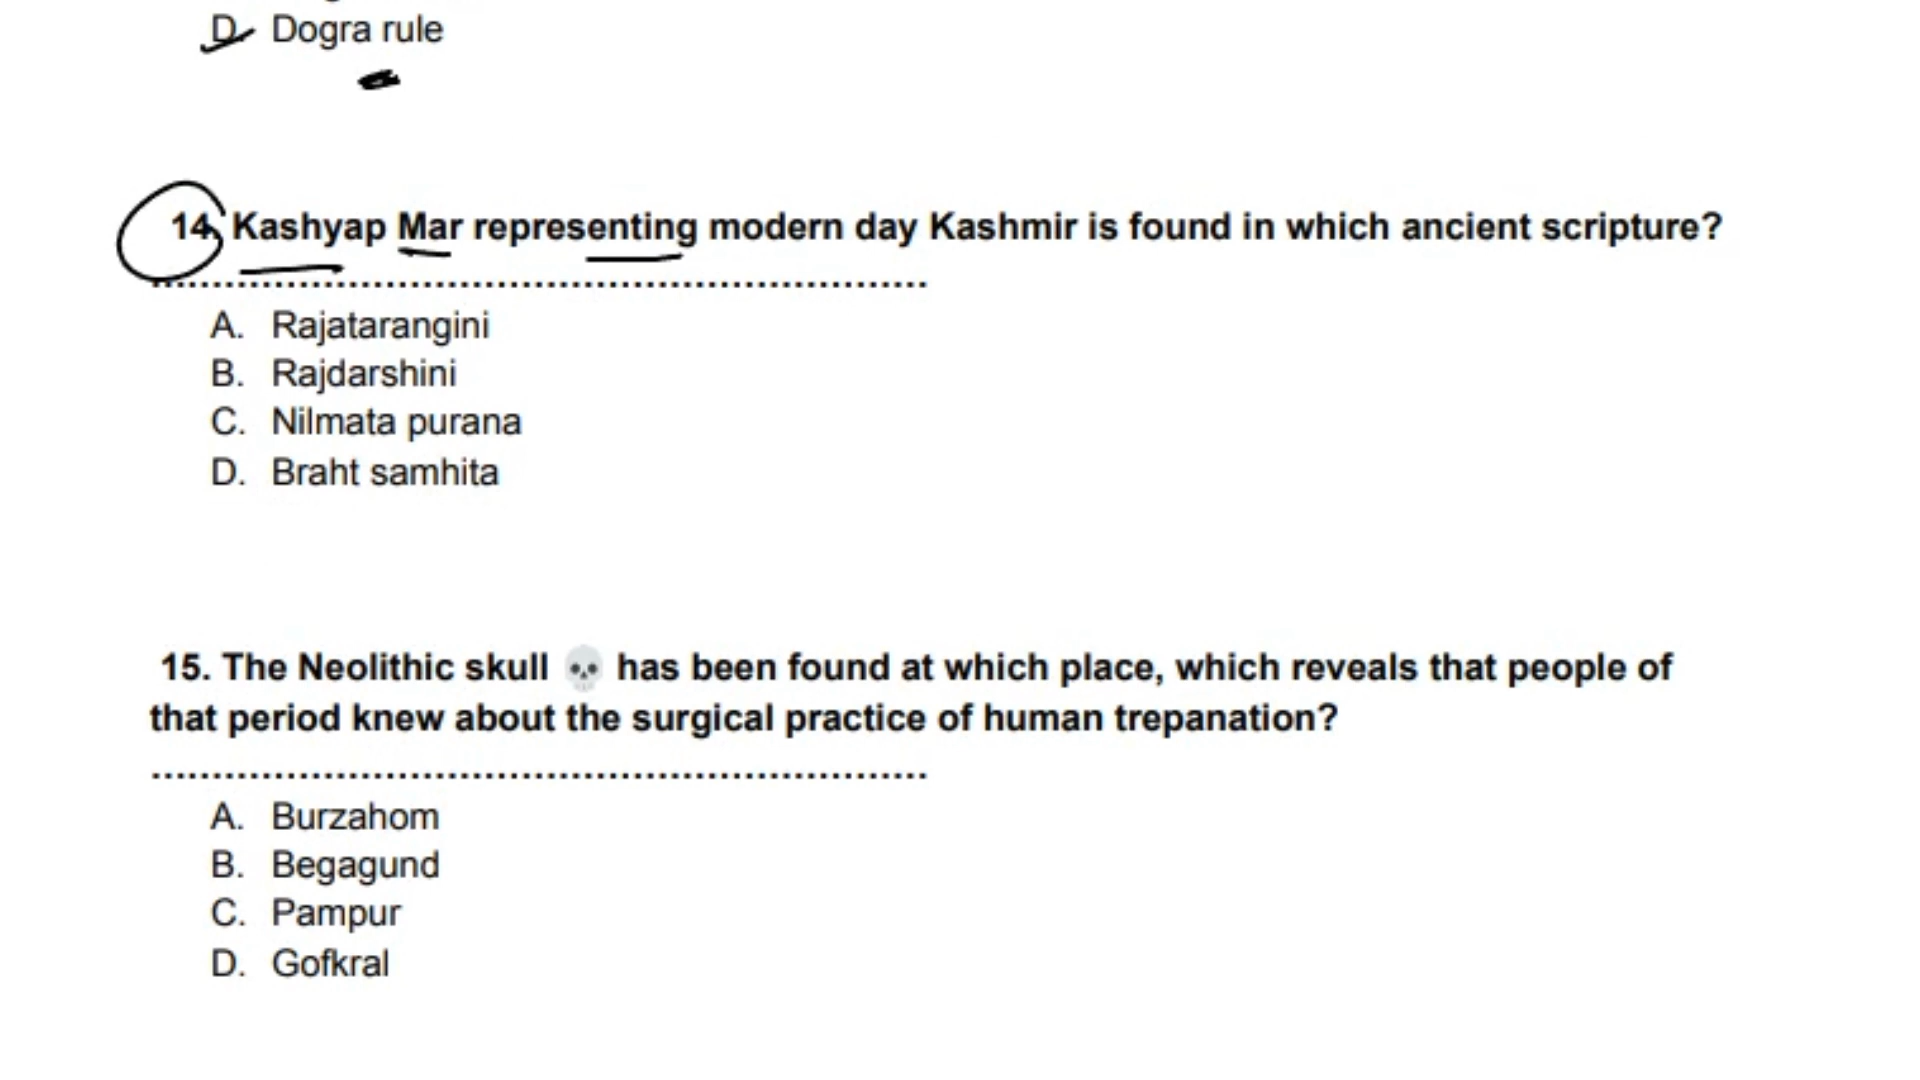 D. Dogra rule
14. Kashyap Mar representing modern day Kashmir is found in which ancient scripture?
................................................................
A. Rajatarangini
B. Rajdarshini
C. Nilmata purana
D. Braht samhita
15. The Neolithic skull 💀 has been found at which place, which reveals that people of
that period knew about the surgical practice of human trepanation?
................................................................
A. Burzahom
B. Begagund
C. Pampur
D. Gofkral